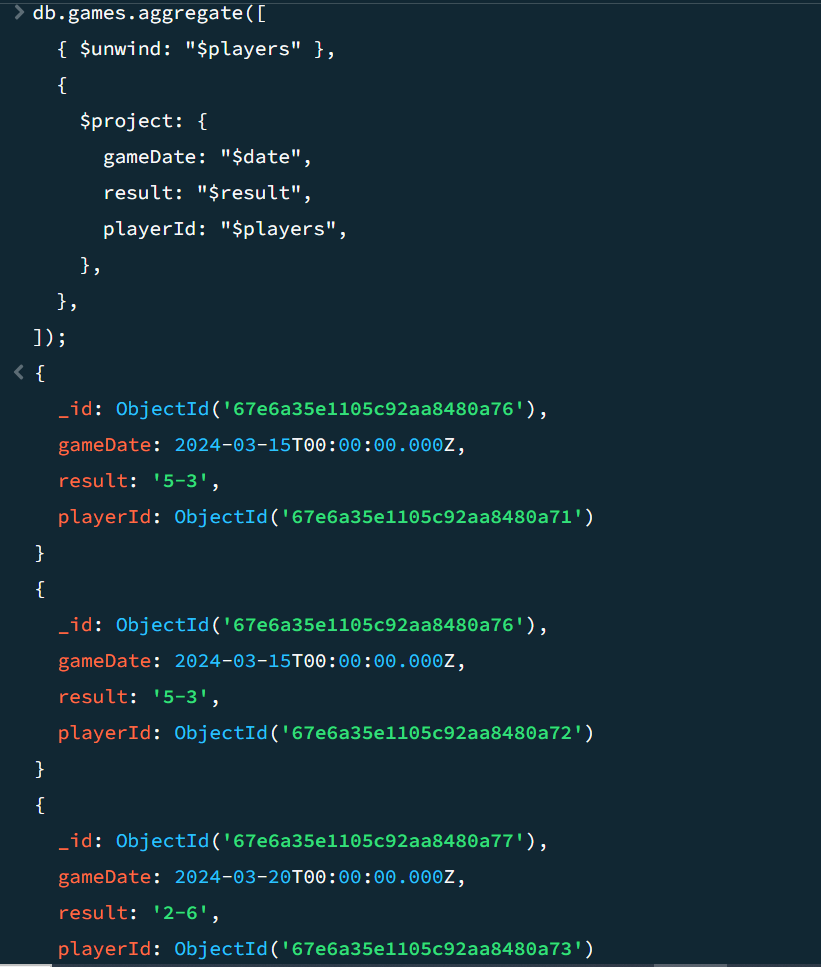 > db.games.aggregate([
{ $unwind: "$players" },
{
$project: {
gameDate: "$date",
result: "$result",
playerId: "$players",
},
},
]);
< {
_id: ObjectId('67e6a35e1105c92aa8480a76'),
gameDate: 2024-03-15T00:00:00.000Z,
result: '5-3',
playerId: ObjectId('67e6a35e1105c92aa8480a71')
}
{
_id: ObjectId('67e6a35e1105c92aa8480a76'),
gameDate: 2024-03-15T00:00:00.000Z,
result: '5-3',
playerId: ObjectId('67e6a35e1105c92aa8480a72')
}
{
_id: ObjectId('67e6a35e1105c92aa8480a77'),
gameDate: 2024-03-20T00:00:00.000Z,
result: '2-6',
playerId: ObjectId('67e6a35e1105c92aa8480a73')